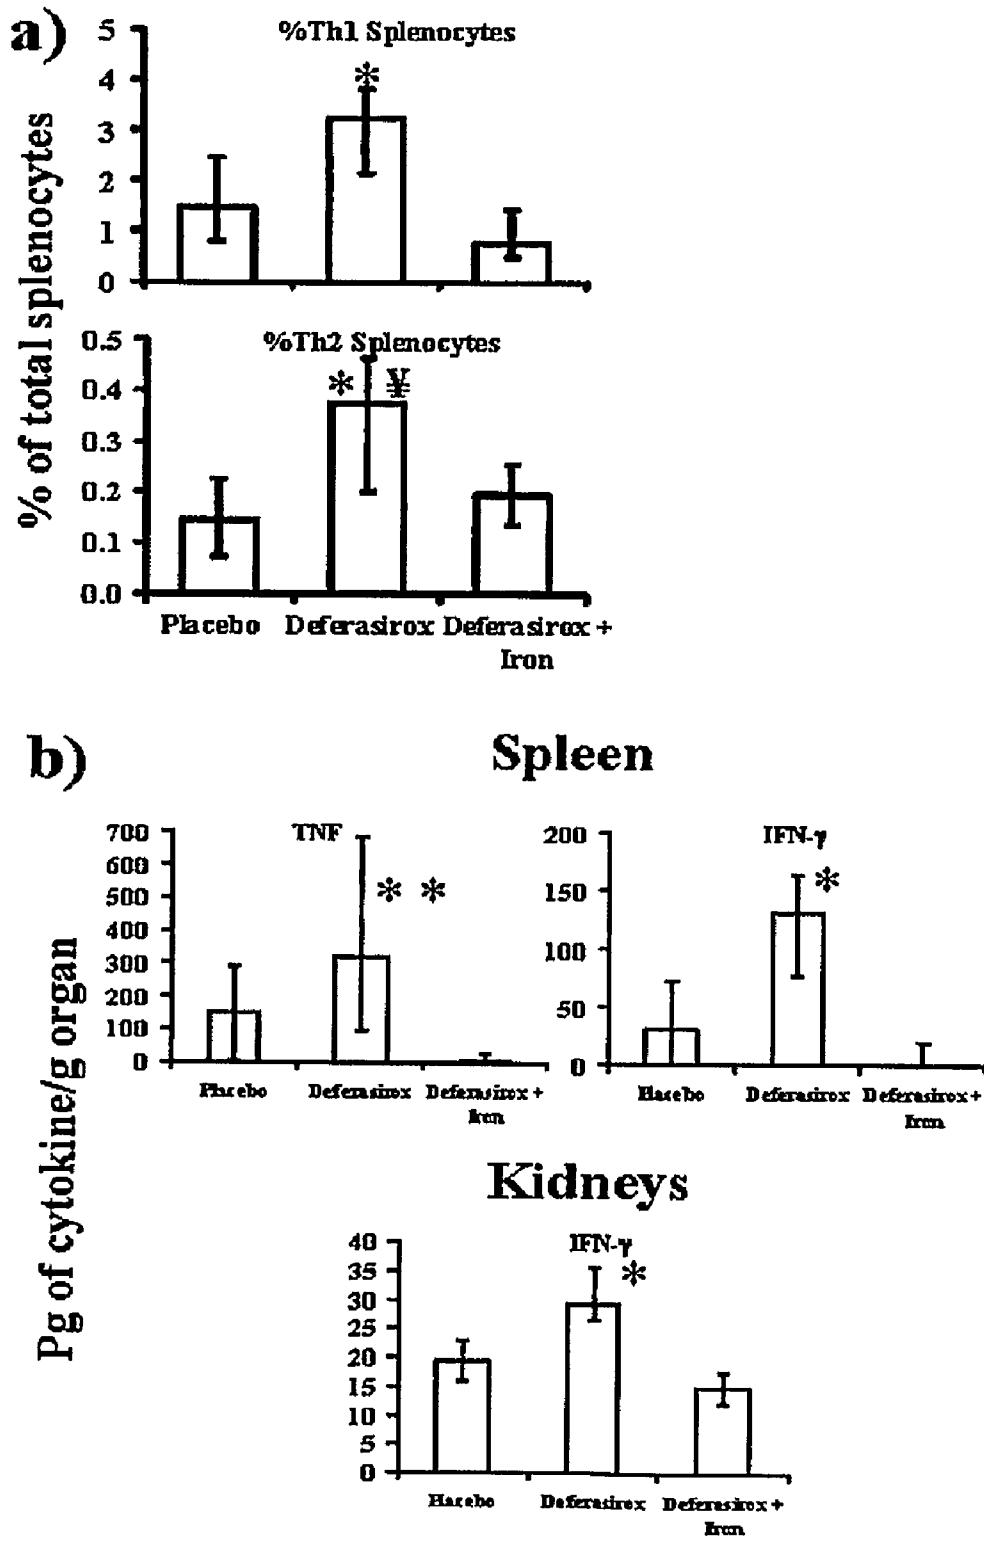 a)
%Th1 Splenocytes
*
5
4
3
2
1
0
% of total splenocytes
%Th2 Splenocytes
* ¥
0.5
0.4
0.3
0.2
0.1
0.0
Placebo Deferasirox Deferasirox +
Iron
b)
Spleen
TNF
* *
700
600
500
400
300
200
100
0
Placebo Deferasirox Deferasirox +
Iron
IFN-γ
*
200
150
100
50
0
Placebo Deferasirox Deferasirox +
Iron
Pg of cytokine/g organ
Kidneys
IFN-γ
*
40
35
30
25
20
15
10
5
0
Placebo Deferasirox Deferasirox +
Iron